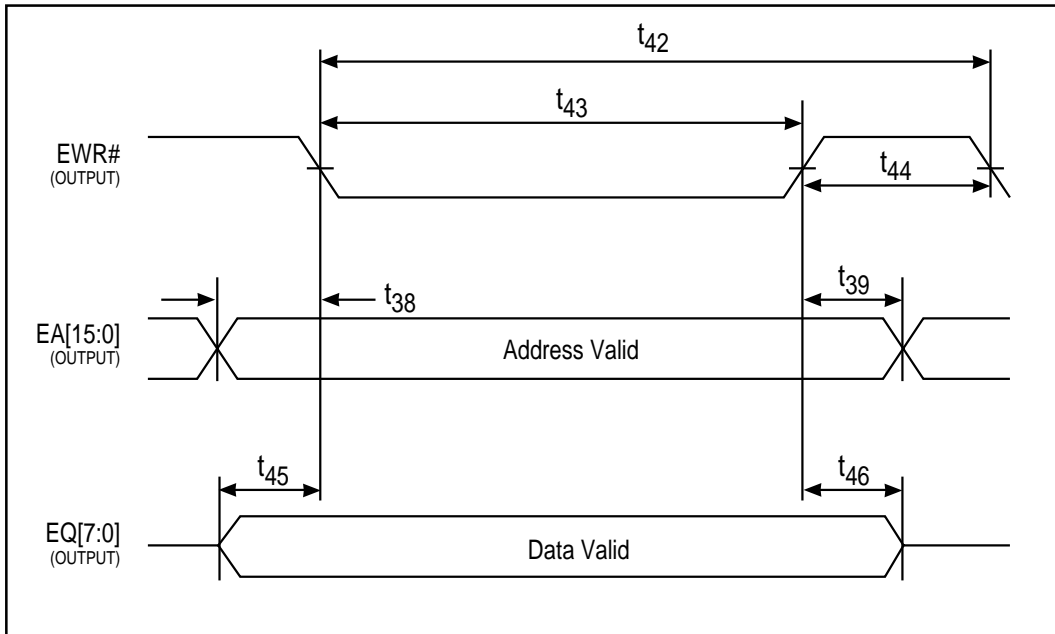 t42
t43
EWR#
(OUTPUT)
t44
t38
t39
EA[15:0]
(OUTPUT)
Address Valid
t45
t46
EQ[7:0]
(OUTPUT)
Data Valid